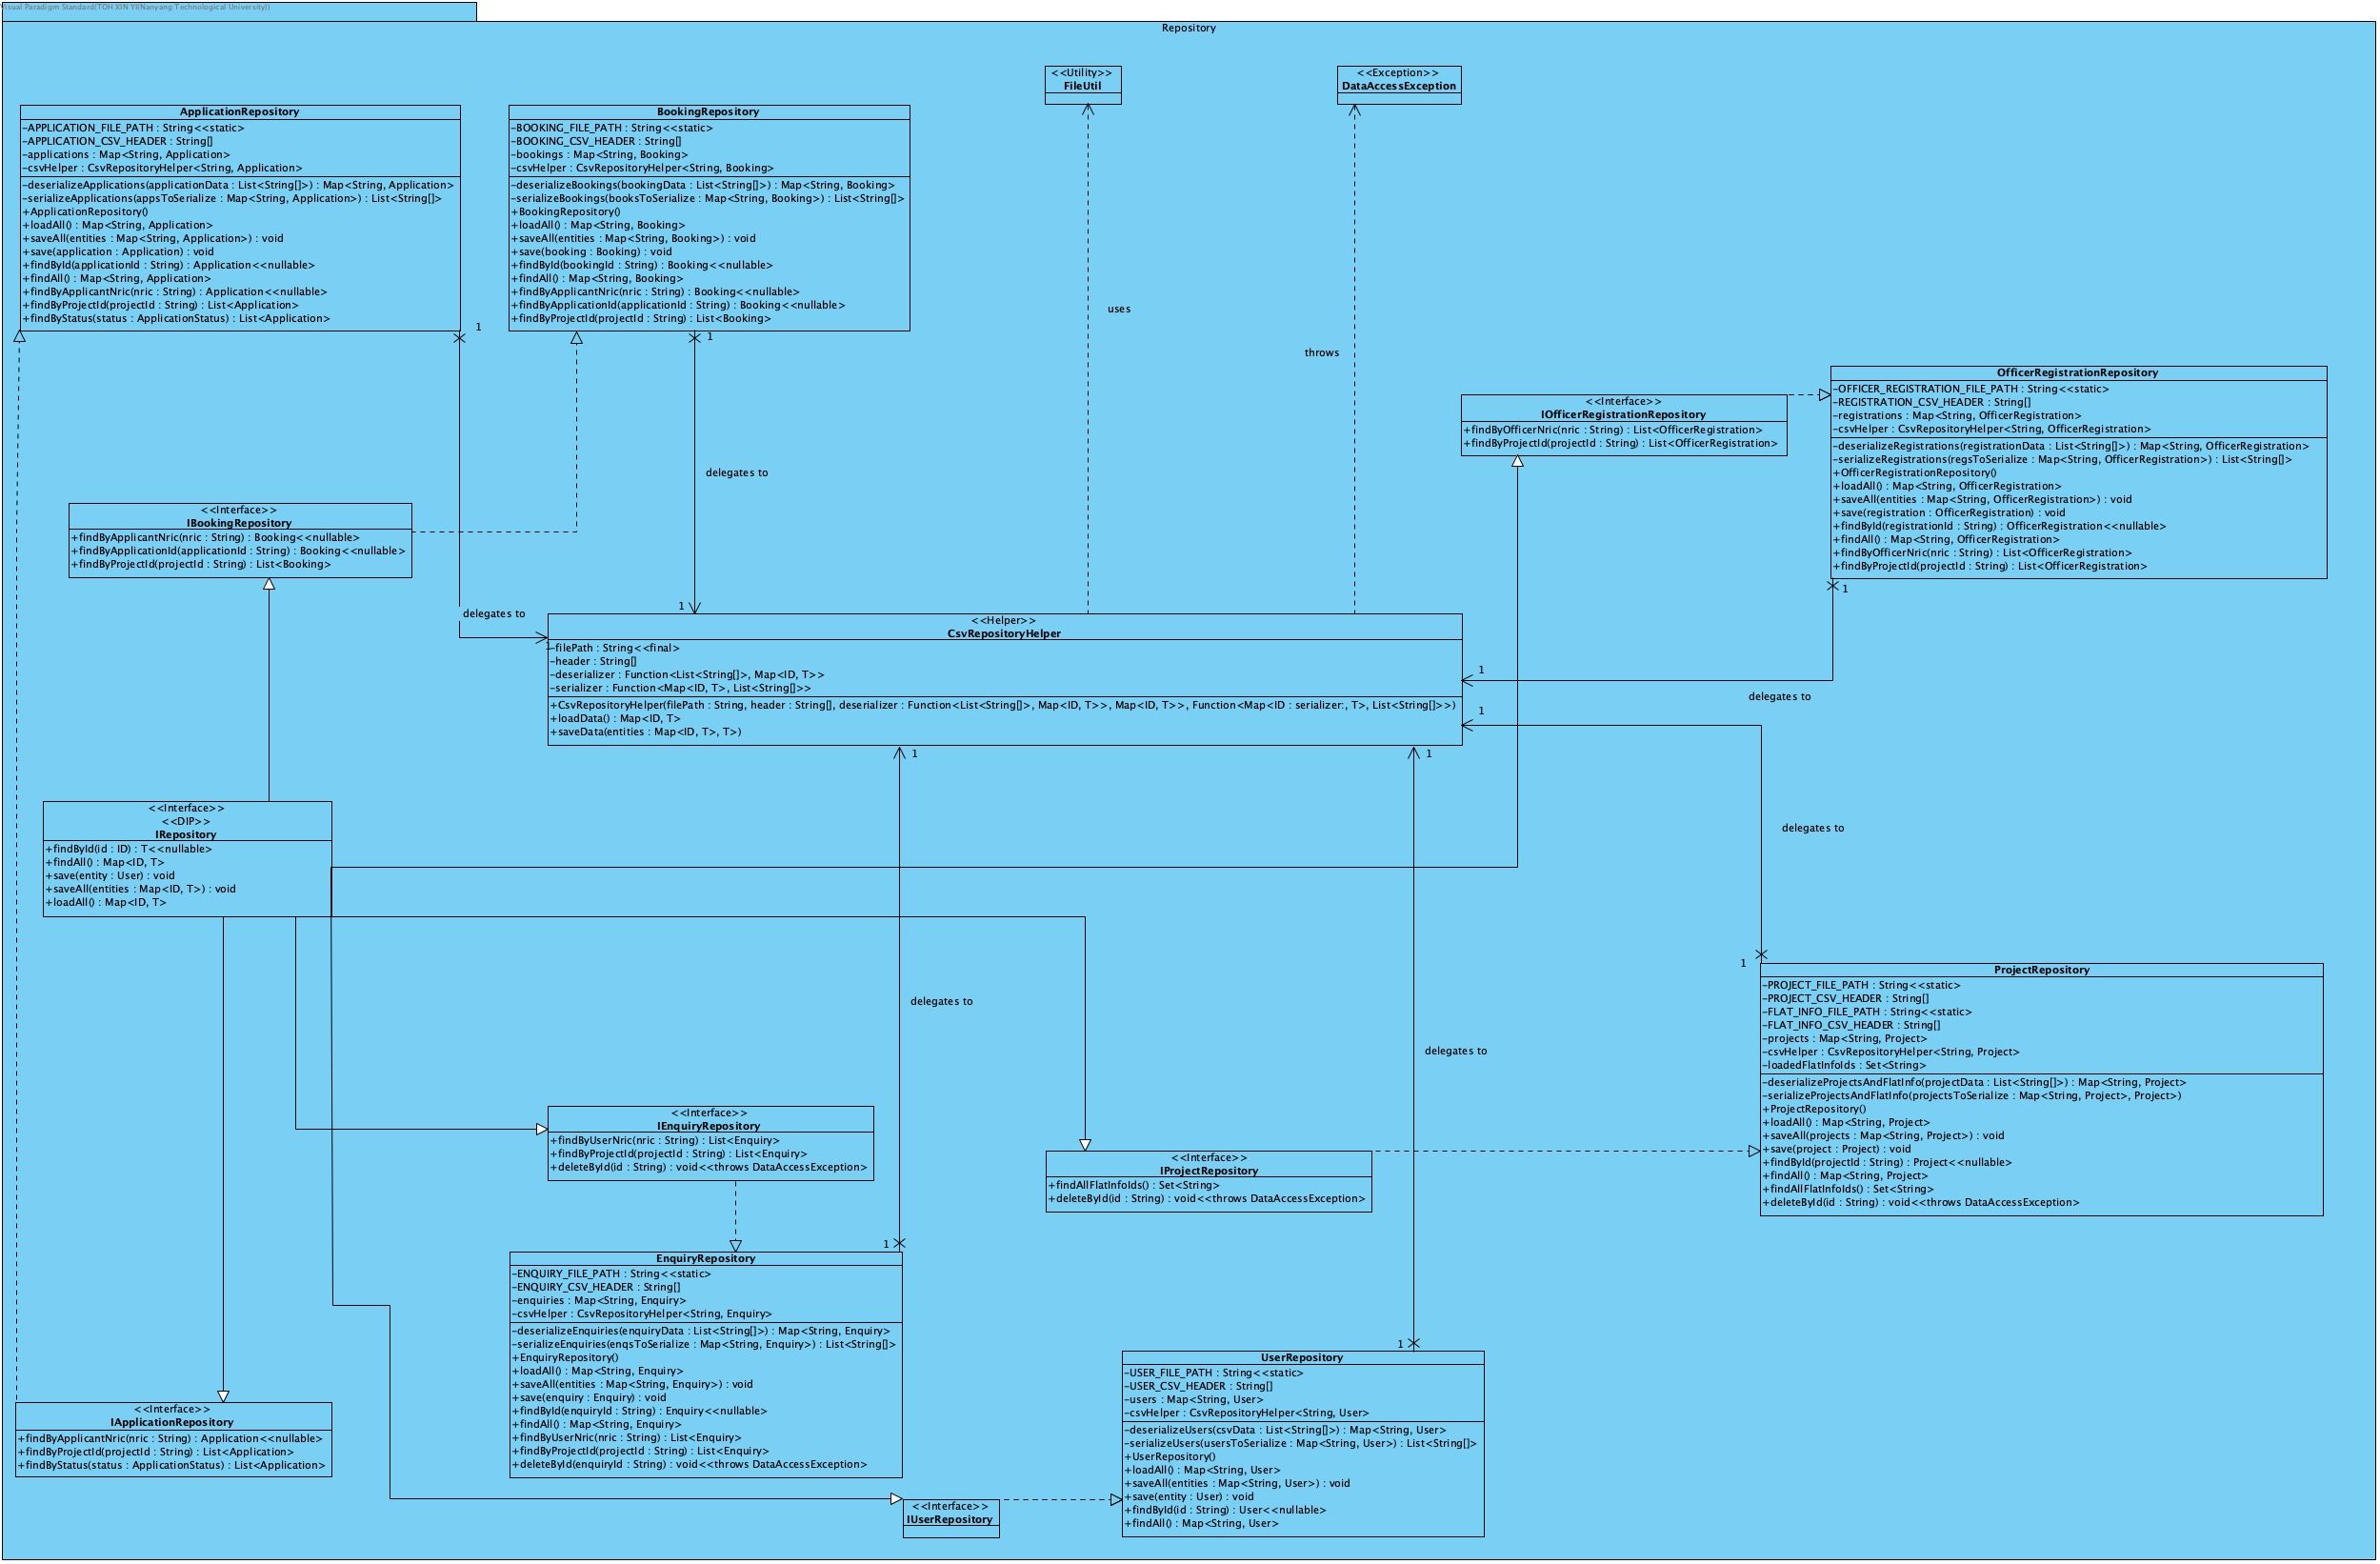 Visual Paradigm Standard(TOH XIN YI(Nanyang Technological University))
Repository
<<Utility>>
FileUtil
<<Exception>>
DataAccessException
ApplicationRepository
-APPLICATION_FILE_PATH : String<<static>
-APPLICATION_CSV_HEADER : String[]
-applications : Map<String, Application>
-csvHelper : CsvRepositoryHelper<String, Application>
-deserializeApplications(applicationData : List<String[]>) : Map<String, Application>
-serializeApplications(appsToSerialize : Map<String, Application>) : List<String[]>
+ApplicationRepository()
+loadAll() : Map<String, Application>
+saveAll(entities : Map<String, Application>) : void
+save(application : Application) : void
+findById(applicationId : String) : Application<<nullable>
+findAll() : Map<String, Application>
+findByApplicantNric(nric : String) : Application<<nullable>
+findByProjectId(projectId : String) : List<Application>
+findByStatus(status : ApplicationStatus) : List<Application>
1
BookingRepository
-BOOKING_FILE_PATH : String<<static>
-BOOKING_CSV_HEADER : String[]
-bookings : Map<String, Booking>
-csvHelper : CsvRepositoryHelper<String, Booking>
-deserializeBookings(bookingData : List<String[]>) : Map<String, Booking>
-serializeBookings(booksToSerialize : Map<String, Booking>) : List<String[]>
+BookingRepository()
+loadAll() : Map<String, Booking>
+saveAll(entities : Map<String, Booking>) : void
+save(booking : Booking) : void
+findById(bookingId : String) : Booking<<nullable>
+findAll() : Map<String, Booking>
+findByApplicantNric(nric : String) : Booking<<nullable>
+findByApplicationId(applicationId : String) : Booking<<nullable>
+findByProjectId(projectId : String) : List<Booking>
1
uses
throws
delegates to
<<Interface>>
IOfficerRegistrationRepository
+findByOfficerNric(nric : String) : List<OfficerRegistration>
+findByProjectId(projectId : String) : List<OfficerRegistration>
OfficerRegistrationRepository
-OFFICER_REGISTRATION_FILE_PATH : String<<static>
-REGISTRATION_CSV_HEADER : String[]
-registrations : Map<String, OfficerRegistration>
-csvHelper : CsvRepositoryHelper<String, OfficerRegistration>
-deserializeRegistrations(registrationData : List<String[]>) : Map<String, OfficerRegistration>
-serializeRegistrations(regsToSerialize : Map<String, OfficerRegistration>) : List<String[]>
+OfficerRegistrationRepository()
+loadAll() : Map<String, OfficerRegistration>
+saveAll(entities : Map<String, OfficerRegistration>) : void
+save(registration : OfficerRegistration) : void
+findById(registrationId : String) : OfficerRegistration<<nullable>
+findAll() : Map<String, OfficerRegistration>
+findByOfficerNric(nric : String) : List<OfficerRegistration>
+findByProjectId(projectId : String) : List<OfficerRegistration>
1
<<Interface>>
IBookingRepository
+findByApplicantNric(nric : String) : Booking<<nullable>
+findByApplicationId(applicationId : String) : Booking<<nullable>
+findByProjectId(projectId : String) : List<Booking>
delegates to
1
<<Helper>>
CsvRepositoryHelper
1
-filePath : String<<final>
-header : String[]
-deserializer : Function<List<String[]>, Map<ID, T>>
-serializer : Function<Map<ID, T>, List<String[]>>
+CsvRepositoryHelper(filePath : String, header : String[], deserializer : Function<List<String[]>, Map<ID, T>>, Map<ID, T>>, Function<Map<ID : serializer:, T>, List<String[]>>)
+loadData() : Map<ID, T>
+saveData(entities : Map<ID, T>, T>)
1
delegates to
1
1
1
delegates to
<<Interface>>
<<DIP>>
IRepository
+findById(id : ID) : T<<nullable>
+findAll() : Map<ID, T>
+save(entity : User) : void
+saveAll(entities : Map<ID, T>) : void
+loadAll() : Map<ID, T>
delegates to
delegates to
1
ProjectRepository
-PROJECT_FILE_PATH : String<<static>
-PROJECT_CSV_HEADER : String[]
-FLAT_INFO_FILE_PATH : String<<static>
-FLAT_INFO_CSV_HEADER : String[]
-projects : Map<String, Project>
-csvHelper : CsvRepositoryHelper<String, Project>
-loadedFlatInfoIds : Set<String>
-deserializeProjectsAndFlatInfo(projectData : List<String[]>) : Map<String, Project>
-serializeProjectsAndFlatInfo(projectsToSerialize : Map<String, Project>, Project>)
+ProjectRepository()
+loadAll() : Map<String, Project>
+saveAll(projects : Map<String, Project>) : void
+save(project : Project) : void
+findById(projectId : String) : Project<<nullable>
+findAll() : Map<String, Project>
+findAllFlatInfoIds() : Set<String>
+deleteById(id : String) : void<<throws DataAccessException>
<<Interface>>
IEnquiryRepository
+findByUserNric(nric : String) : List<Enquiry>
+findByProjectId(projectId : String) : List<Enquiry>
+deleteById(id : String) : void<<throws DataAccessException>
<<Interface>>
IProjectRepository
+findAllFlatInfoIds() : Set<String>
+deleteById(id : String) : void<<throws DataAccessException>
1
EnquiryRepository
-ENQUIRY_FILE_PATH : String<<static>
-ENQUIRY_CSV_HEADER : String[]
-enquiries : Map<String, Enquiry>
-csvHelper : CsvRepositoryHelper<String, Enquiry>
-deserializeEnquiries(enquiryData : List<String[]>) : Map<String, Enquiry>
-serializeEnquiries(enqsToSerialize : Map<String, Enquiry>) : List<String[]>
+EnquiryRepository()
+loadAll() : Map<String, Enquiry>
+saveAll(entities : Map<String, Enquiry>) : void
+save(enquiry : Enquiry) : void
+findById(enquiryId : String) : Enquiry<<nullable>
+findAll() : Map<String, Enquiry>
+findByUserNric(nric : String) : List<Enquiry>
+findByProjectId(projectId : String) : List<Enquiry>
+deleteById(enquiryId : String) : void<<throws DataAccessException>
1
UserRepository
-USER_FILE_PATH : String<<static>
-USER_CSV_HEADER : String[]
-users : Map<String, User>
-csvHelper : CsvRepositoryHelper<String, User>
-deserializeUsers(csvData : List<String[]>) : Map<String, User>
-serializeUsers(usersToSerialize : Map<String, User>) : List<String[]>
+UserRepository()
+loadAll() : Map<String, User>
+saveAll(entities : Map<String, User>) : void
+save(entity : User) : void
+findById(id : String) : User<<nullable>
+findAll() : Map<String, User>
<<Interface>>
IApplicationRepository
+findByApplicantNric(nric : String) : Application<<nullable>
+findByProjectId(projectId : String) : List<Application>
+findByStatus(status : ApplicationStatus) : List<Application>
<<Interface>>
IUserRepository